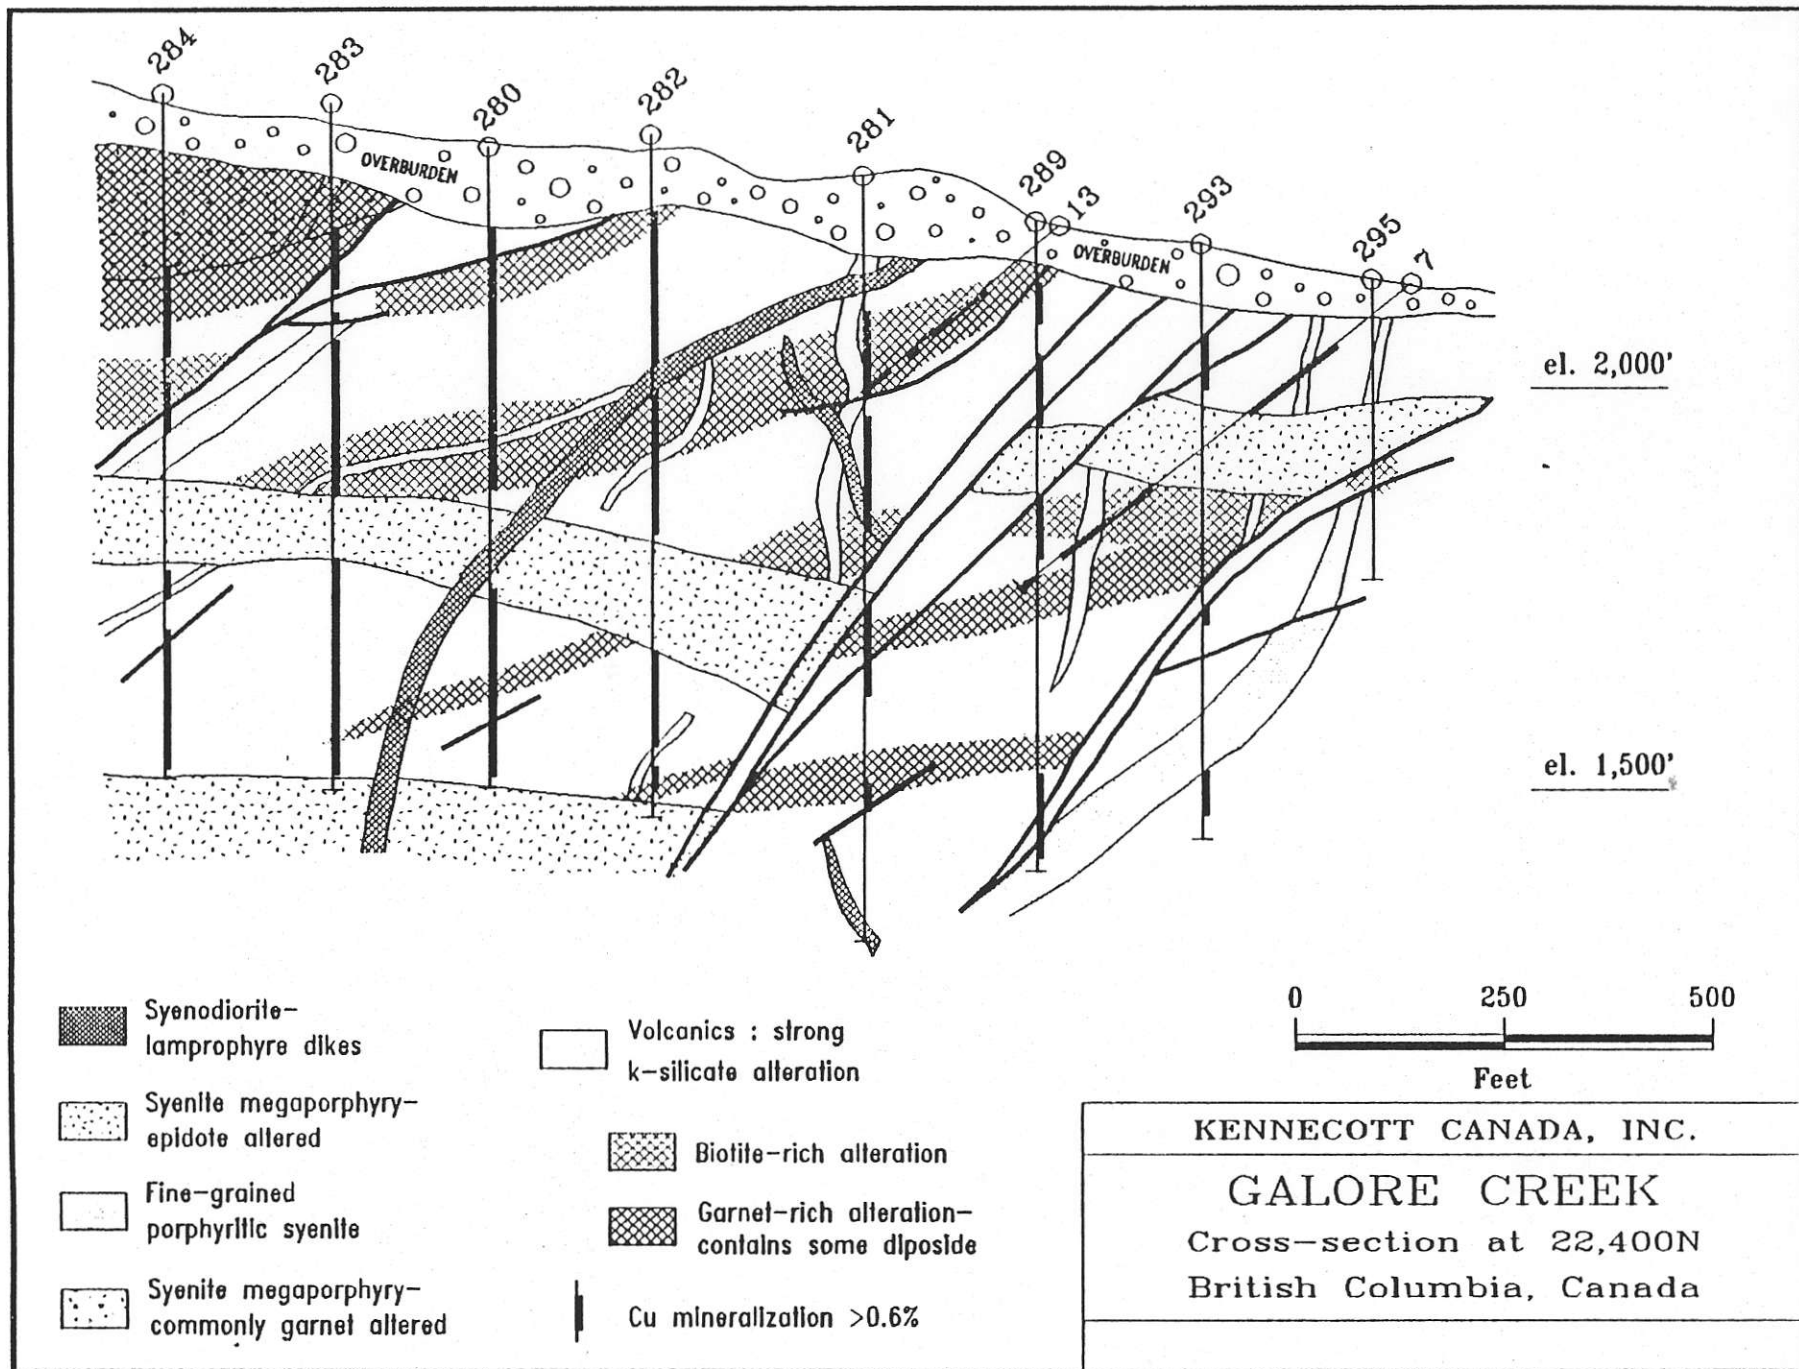 284
283
280
282
281
289
13
293
295
7
OVERBURDEN
OVERBURDEN
el. 2,000'
el. 1,500'
Syenodiorite-
lamprophyre dikes
Syenite megaporphyry-
epidote altered
Fine-grained
porphyritic syenite
Syenite megaporphyry-
commonly garnet altered
Volcanics : strong
k-silicate alteration
Biotite-rich alteration
Garnet-rich alteration-
contains some diposide
Cu mineralization >0.6%
0 250 500
Feet
KENNECOTT CANADA, INC.
GALORE CREEK
Cross-section at 22,400N
British Columbia, Canada